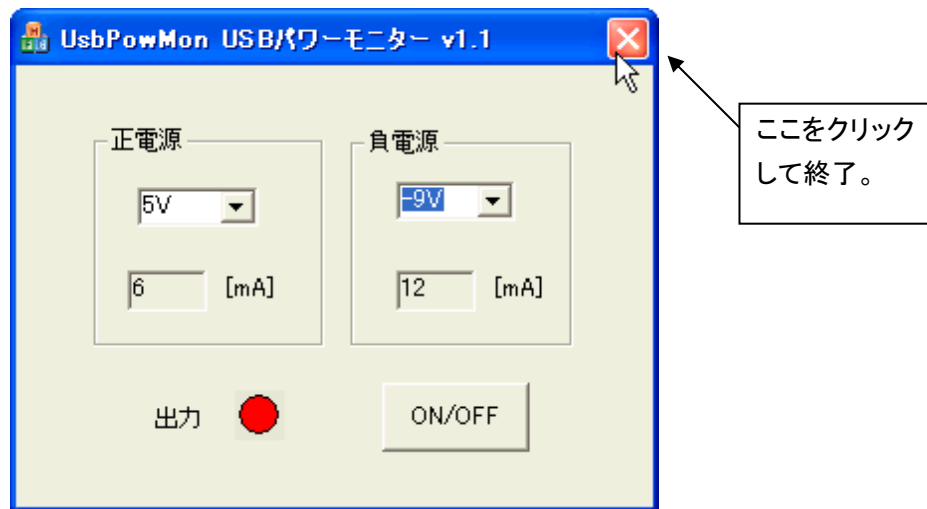 UsbPowMon USBパワーモニター v1.1
ここをクリック
して終了。
正電源
負電源
5V
-9V
6 [mA]
12 [mA]
出力
ON/OFF